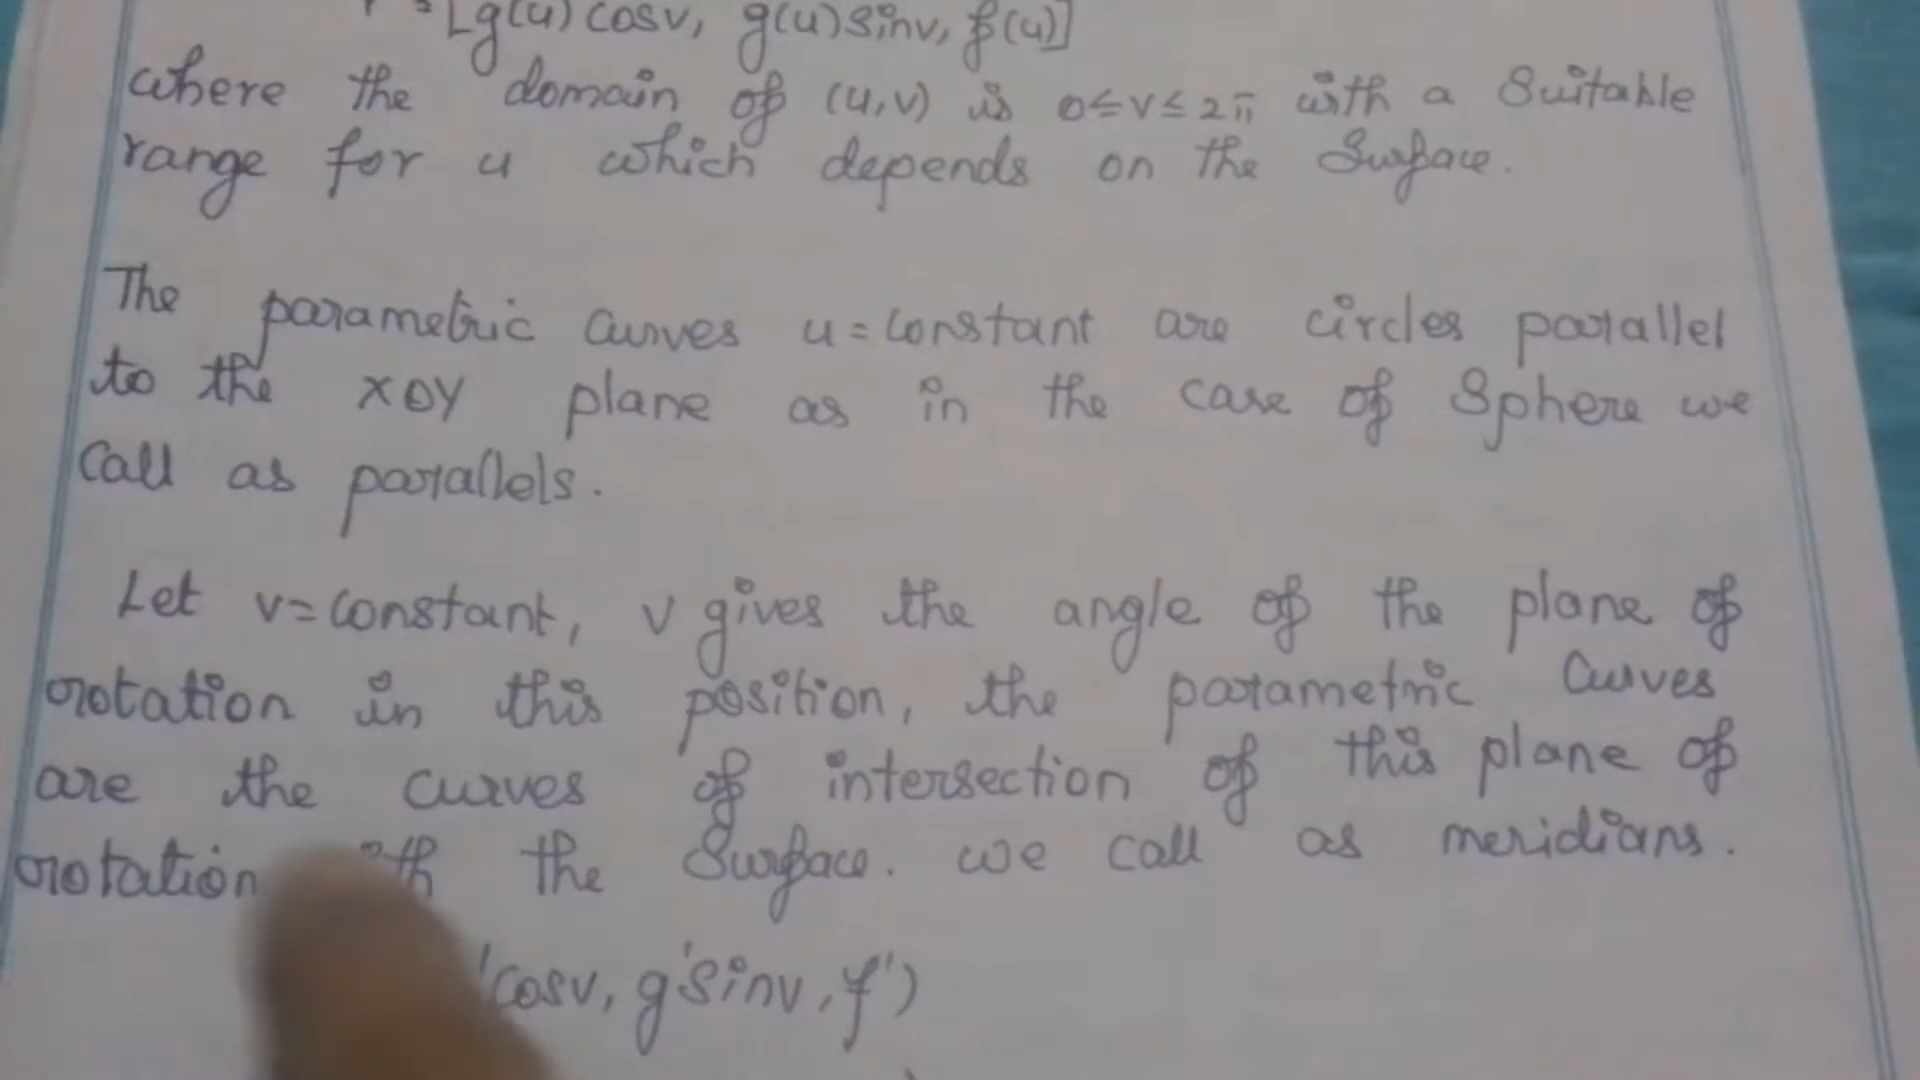 r = [g(u) cosv, g(u) sinv, f(u)]
where the domain of (u,v) is 0≤v≤2π with a Suitable
range for u which depends on the Surface.
The parametric curves u = constant are circles parallel
to the XOY plane as in the case of Sphere we
call as parallels.
Let v = constant, v gives the angle of the plane of
rotation in this position, the parametric curves
are the curves of intersection of this plane of
rotation the Surface. we call as meridians.
'cosv, g'sinv, f')